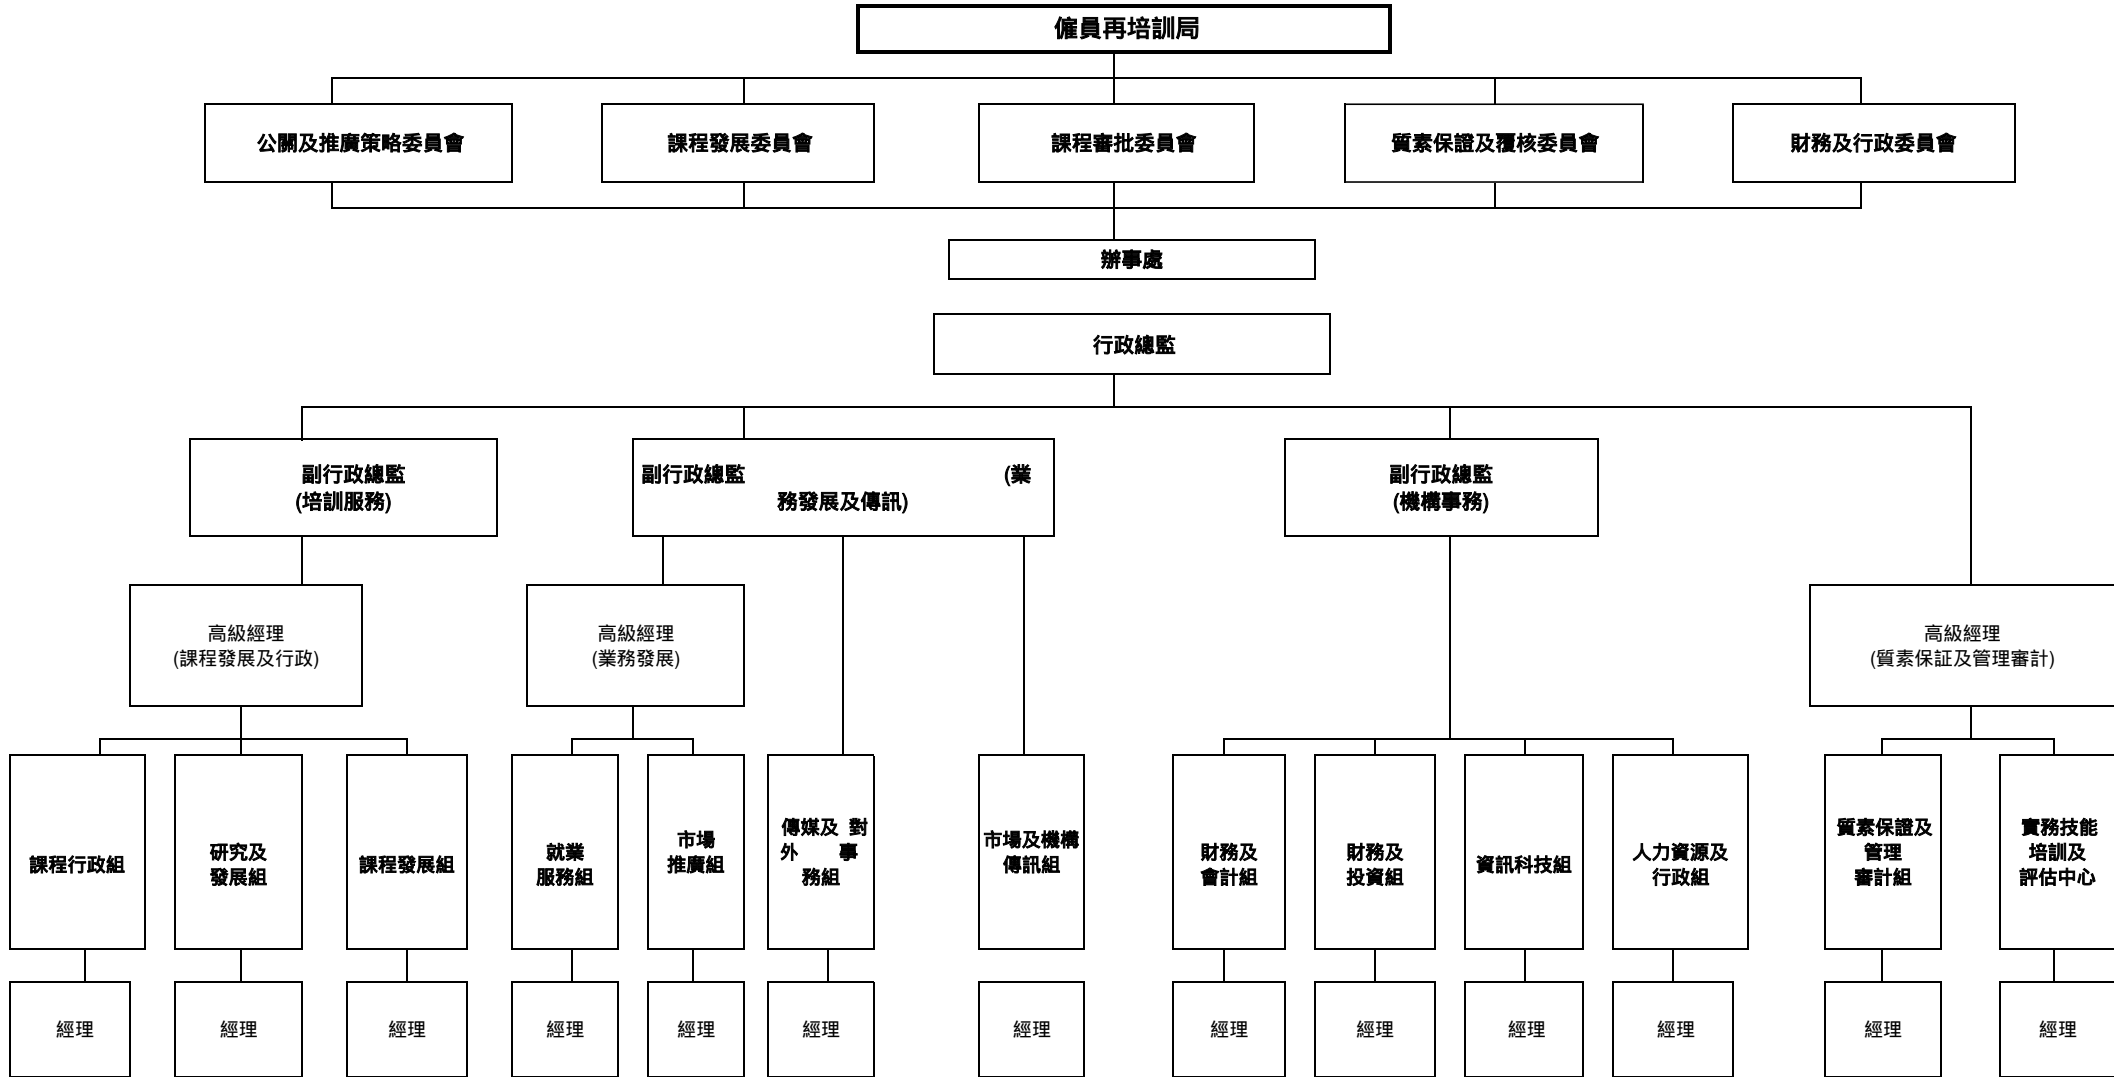 僱員再培訓局
公關及推廣策略委員會
課程發展委員會
課程審批委員會
質素保證及覆核委員會
財務及行政委員會
辦事處
行政總監
副行政總監
(培訓服務)
副行政總監 (業
務發展及傳訊)
副行政總監
(機構事務)
高級經理
(課程發展及行政)
高級經理
(業務發展)
高級經理
(質素保証及管理審計)
課程行政組
研究及
發展組
課程發展組
就業
服務組
市場
推廣組
傳媒及 對
外 事
務組
市場及機構
傳訊組
財務及
會計組
財務及
投資組
資訊科技組
人力資源及
行政組
質素保證及
管理
審計組
實務技能
培訓及
評估中心
經理
經理
經理
經理
經理
經理
經理
經理
經理
經理
經理
經理
經理